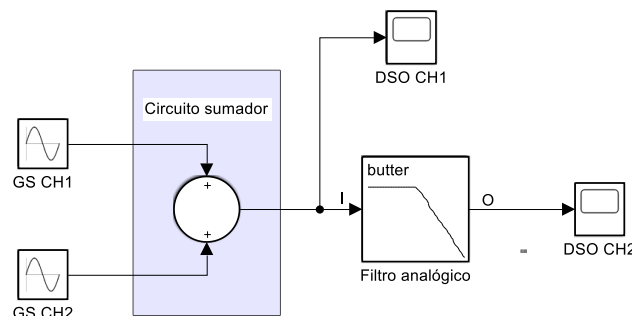 DSO CH1
Circuito sumador
GS CH1
+
+
I
butter
O
Filtro analógico
DSO CH2
GS CH2